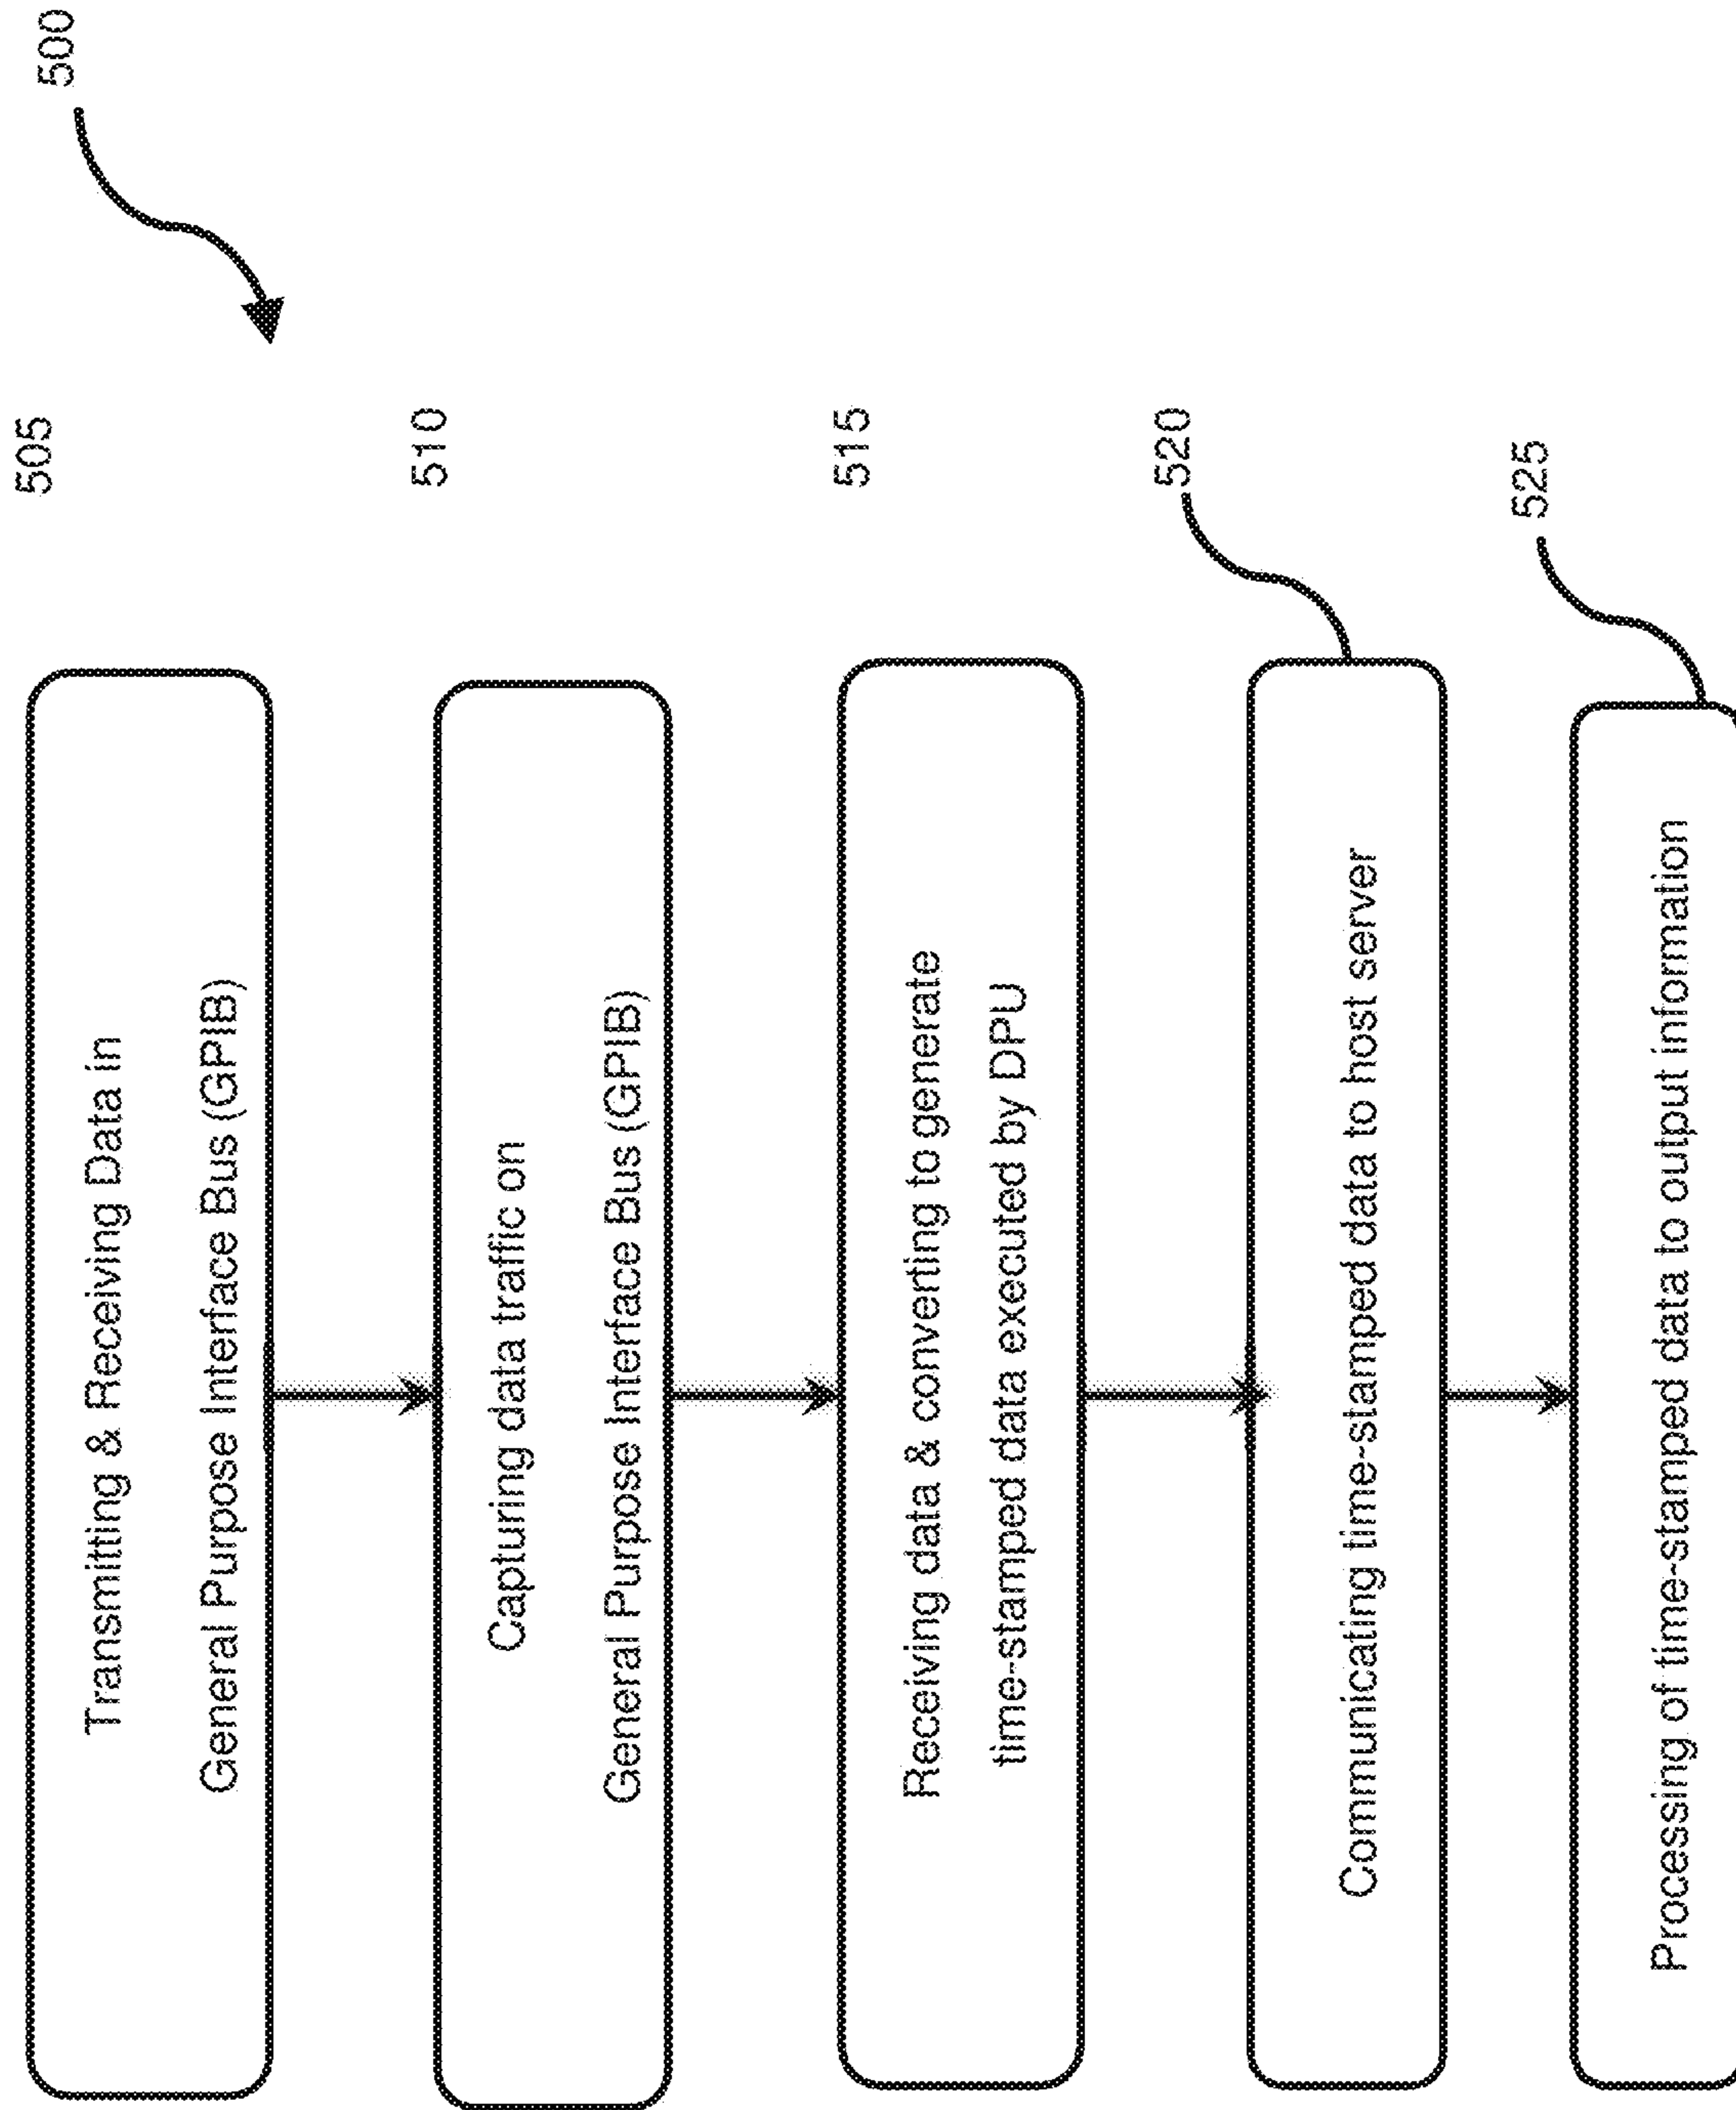 500
505
Transmitting & Receiving Data in
General Purpose Interface Bus (GPIB)
510
Capturing data traffic on
General Purpose Interface Bus (GPIB)
515
Receiving data & converting to generate
time-stamped data executed by DPU
520
Communicating time-stamped data to host server
525
Processing of time-stamped data to output information